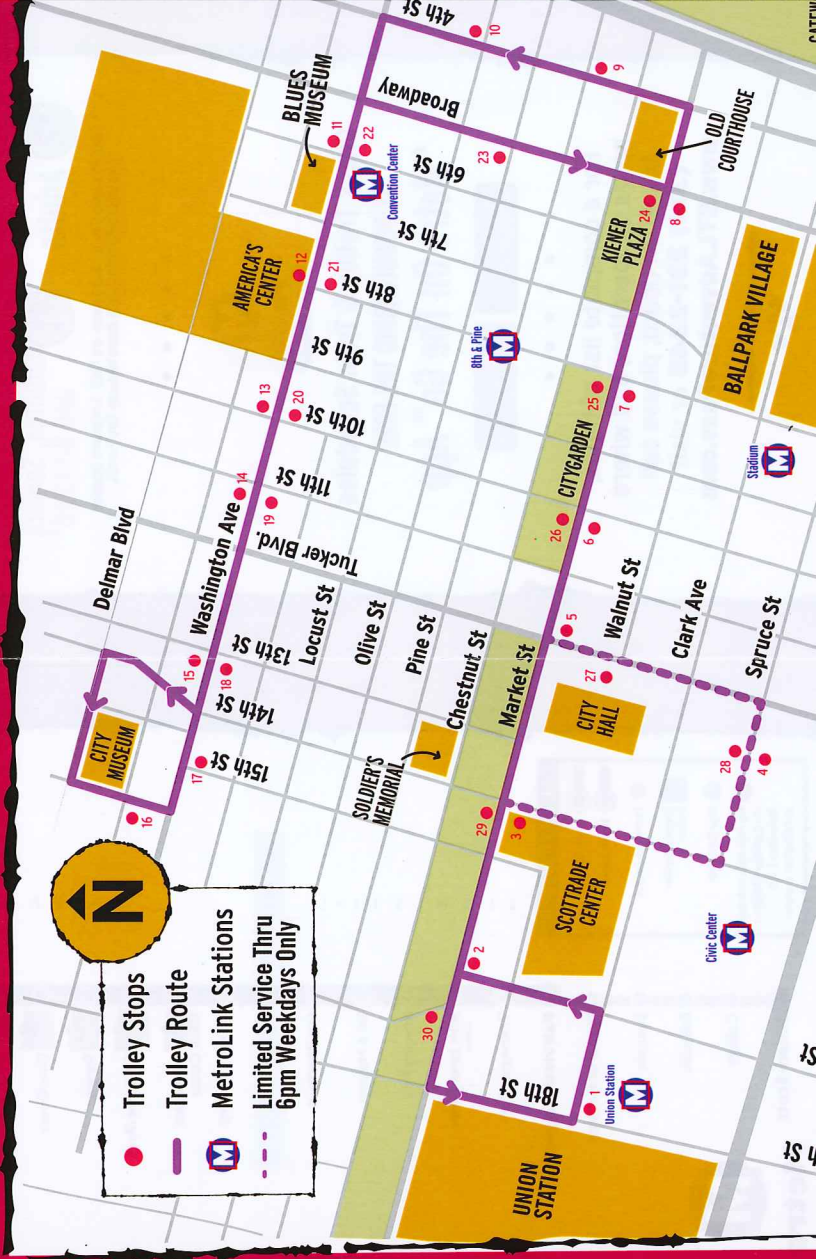 N
Trolley Stops
Trolley Route
M MetroLink Stations
Limited Service Thru
6pm Weekdays Only
CITY
MUSEUM
Delmar Blvd
Washington Ave
Locust St
Olive St
Pine St
Chestnut St
Market St
Walnut St
Clark Ave
Spruce St
AMERICA'S
CENTER
BLUES
MUSEUM
M
Convention Center
4th St
Broadway
6th St
7th St
8th St
9th St
10th St
11th St
Tucker Blvd.
13th St
14th St
15th St
18th St
SOLDIER'S
MEMORIAL
M
8th & Pine
CITYGARDEN
KIENER
PLAZA
OLD
COURTHOUSE
BALLPARK VILLAGE
Stadium
M
CITY
HALL
SCOTTRADE
CENTER
Civic Center
M
UNION
STATION
Union Station
M
1
2
3
4
5
6
7
8
9
10
11
12
13
14
15
16
17
18
19
20
21
22
23
24
25
26
27
28
29
30